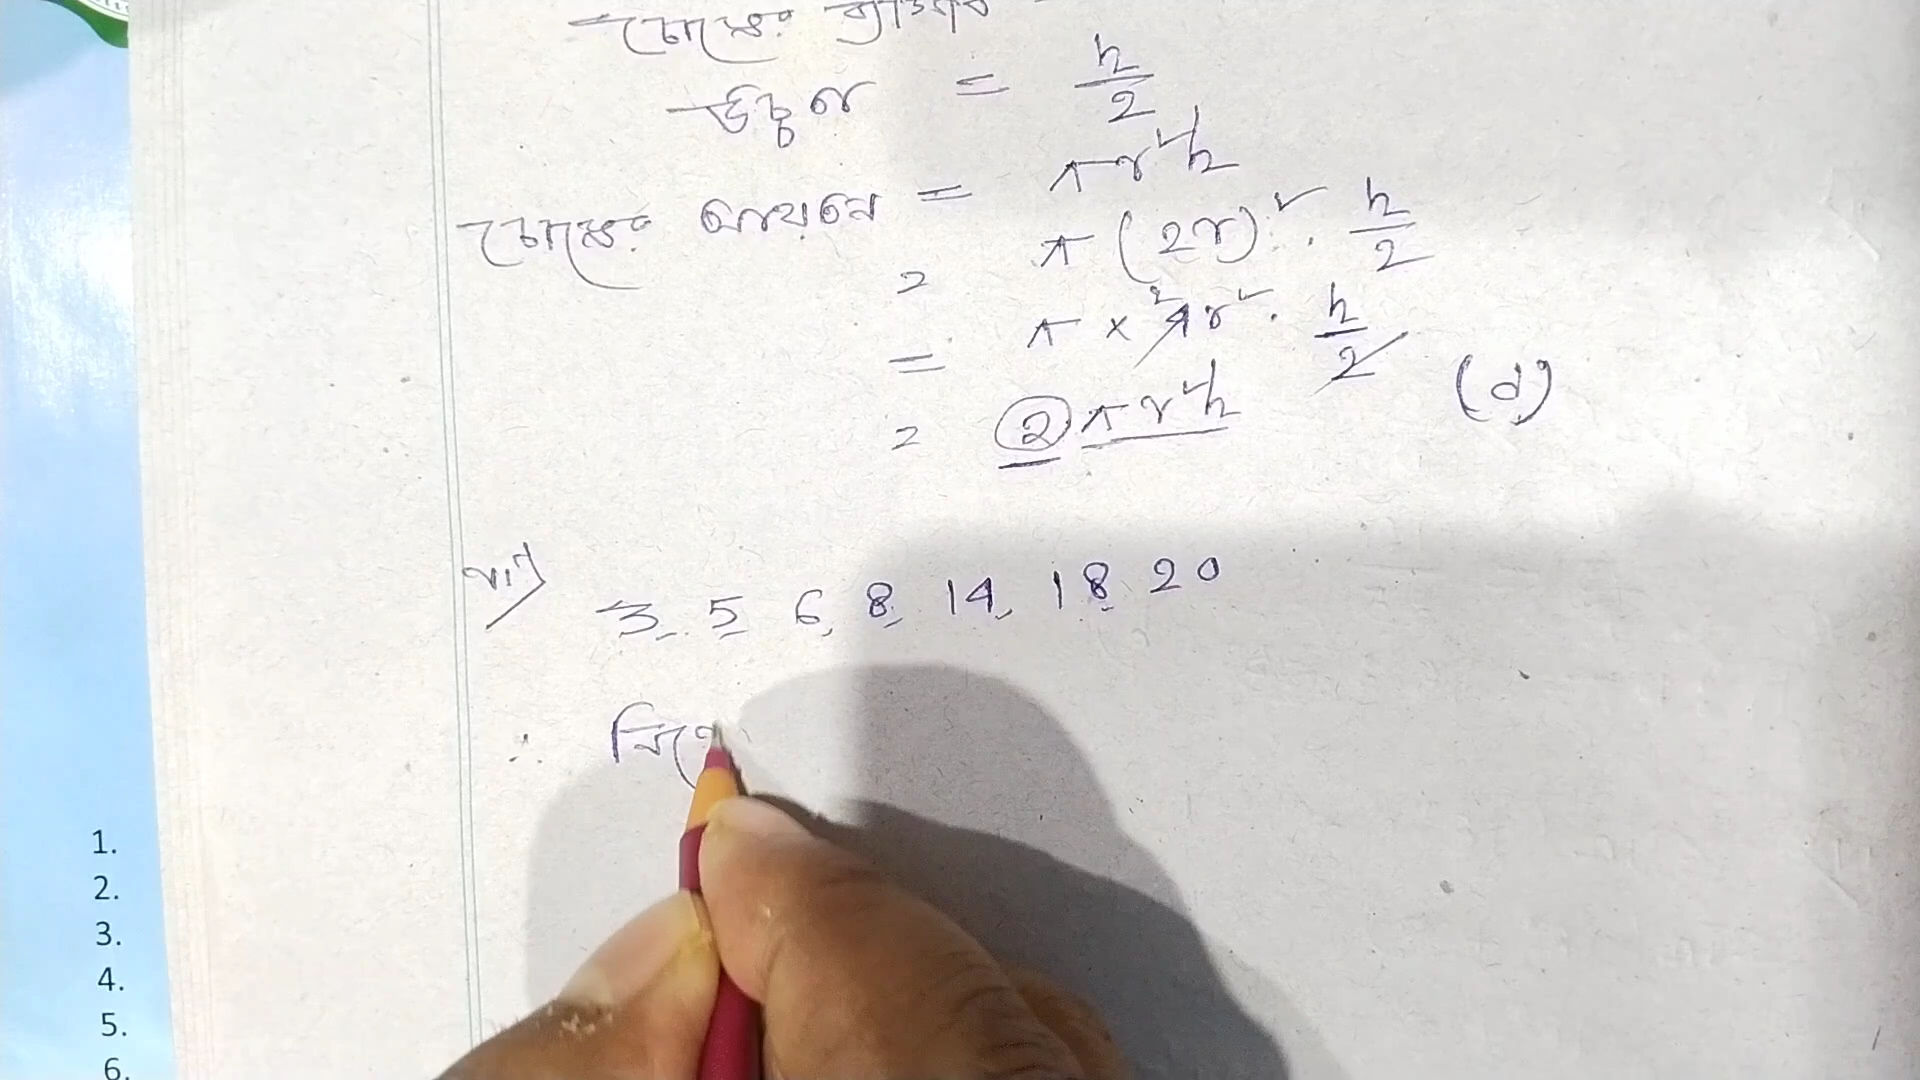 চোঙের
উচ্চতা = h/2
চোঙের আয়তন = πr²h
= π(2r)² · h/2
= π × 4r² · h/2 (d)
= 2πr²h
vi)
3, 5 6, 8, 14, 18, 20
∴
1.
2.
3.
4.
5.
6.